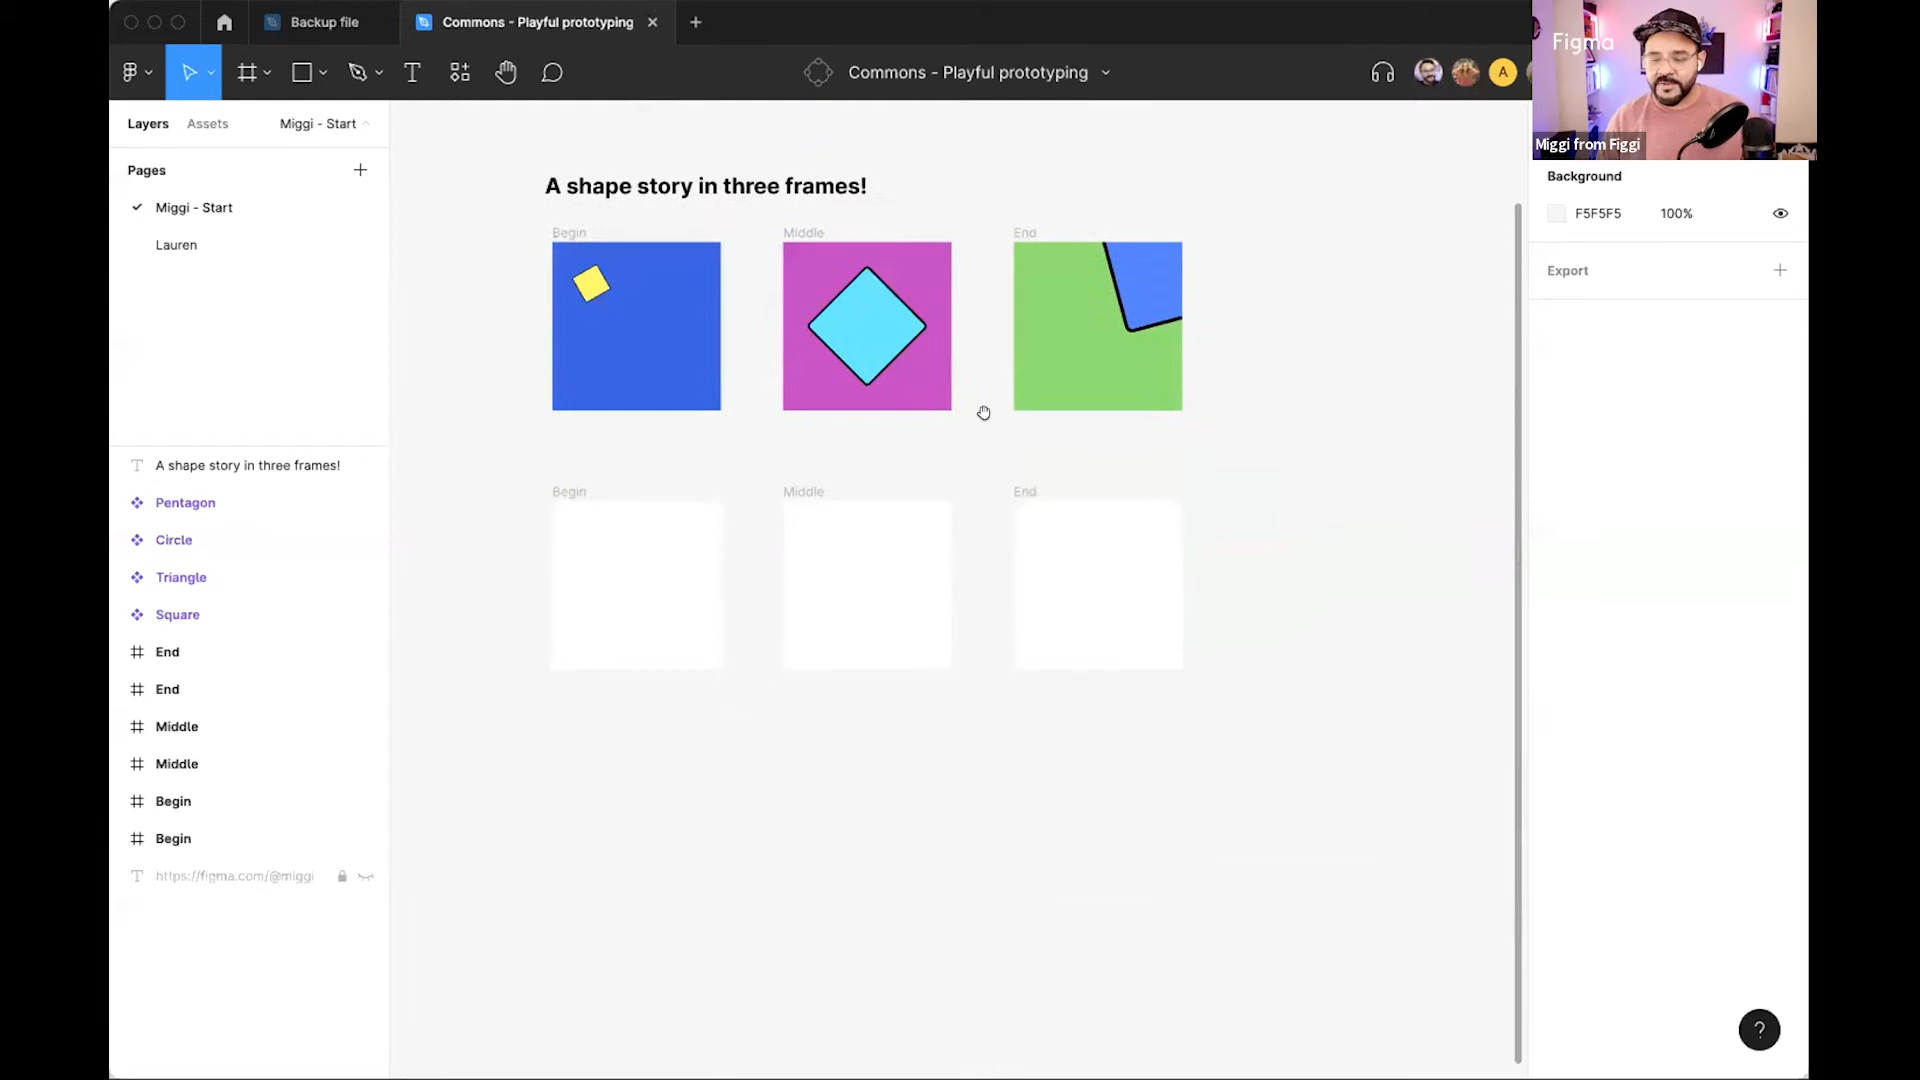 Backup file
Commons - Playful prototyping
Commons - Playful prototyping
A
Figma
Miggi from Figgi
Layers
Assets
Miggi - Start
Pages
Miggi - Start
Lauren
A shape story in three frames!
Pentagon
Circle
Triangle
Square
End
End
Middle
Middle
Begin
Begin
https://figma.com/@miggi
A shape story in three frames!
Begin
Middle
End
Begin
Middle
End
Background
F5F5F5
100%
Export
?